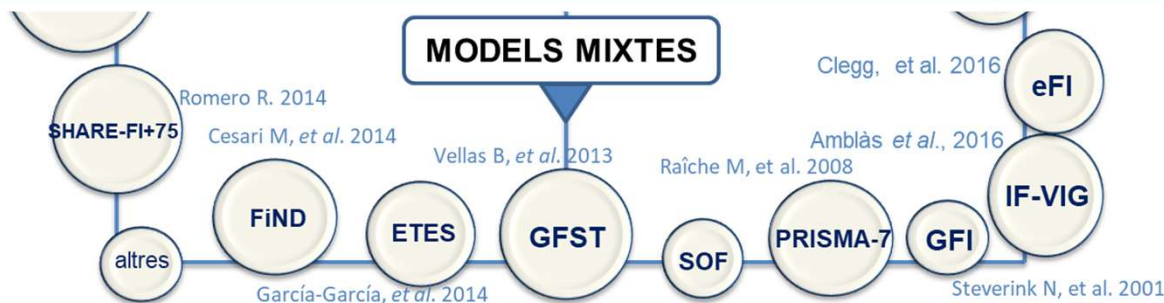 MODELS MIXTES
Clegg, et al. 2016
eFI
Romero R. 2014
SHARE-FI+75
Cesari M, et al. 2014
Vellas B, et al. 2013
Amblàs et al., 2016
Raîche M, et al. 2008
IF-VIG
FiND
ETES
GFST
PRISMA-7
GFI
SOF
altres
García-García, et al. 2014
Steverink N, et al. 2001